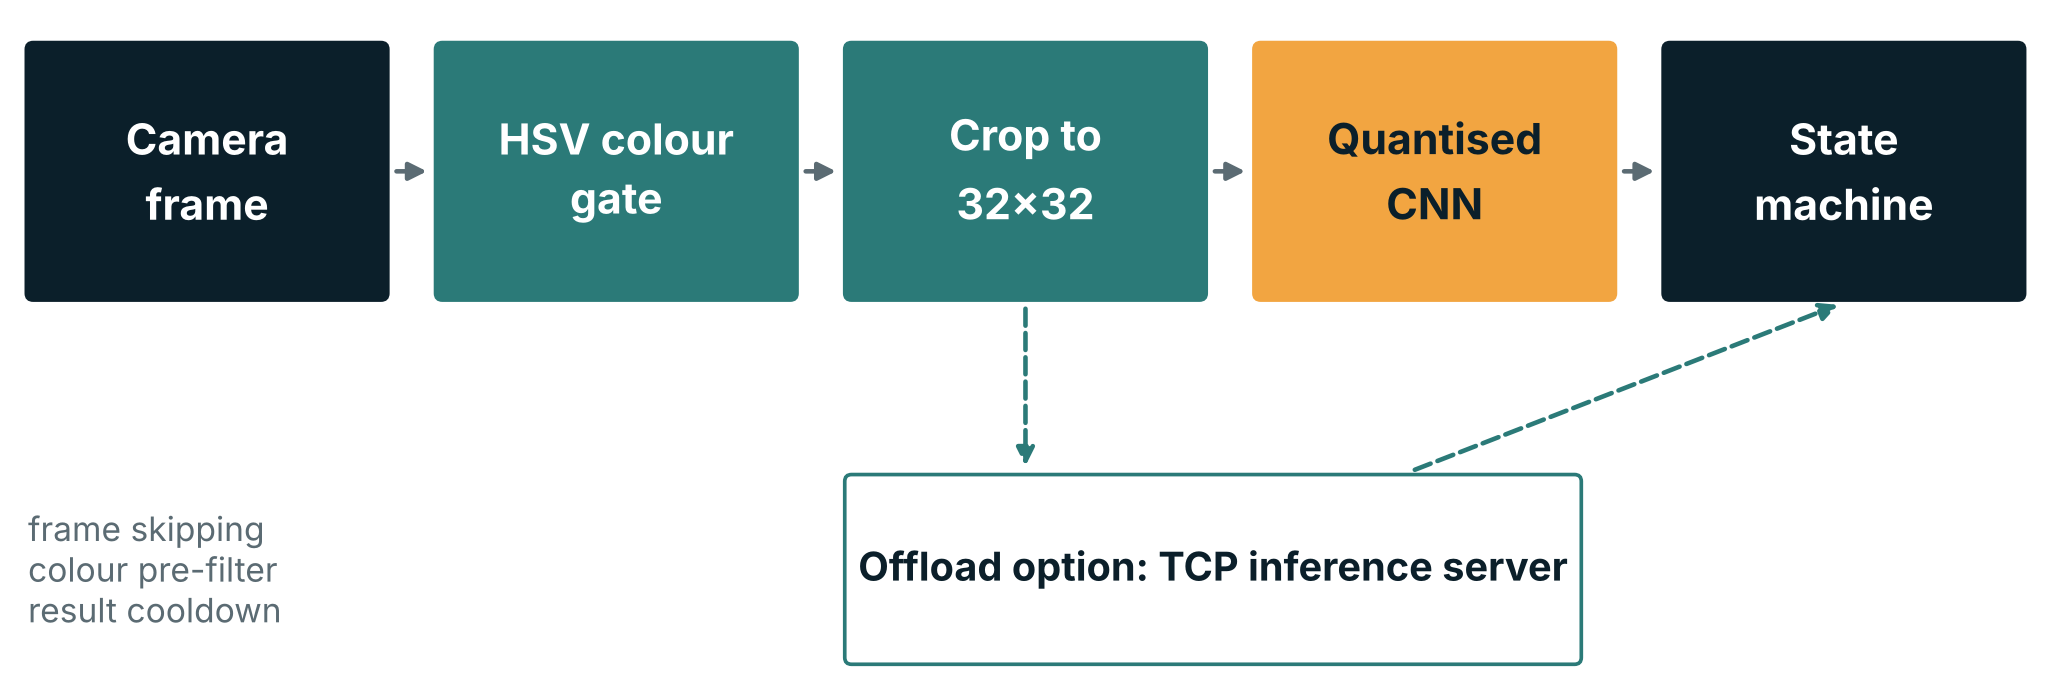 Camera
frame
HSV colour
gate
Crop to
32×32
Quantised
CNN
State
machine
Offload option: TCP inference server
frame skipping
colour pre-filter
result cooldown